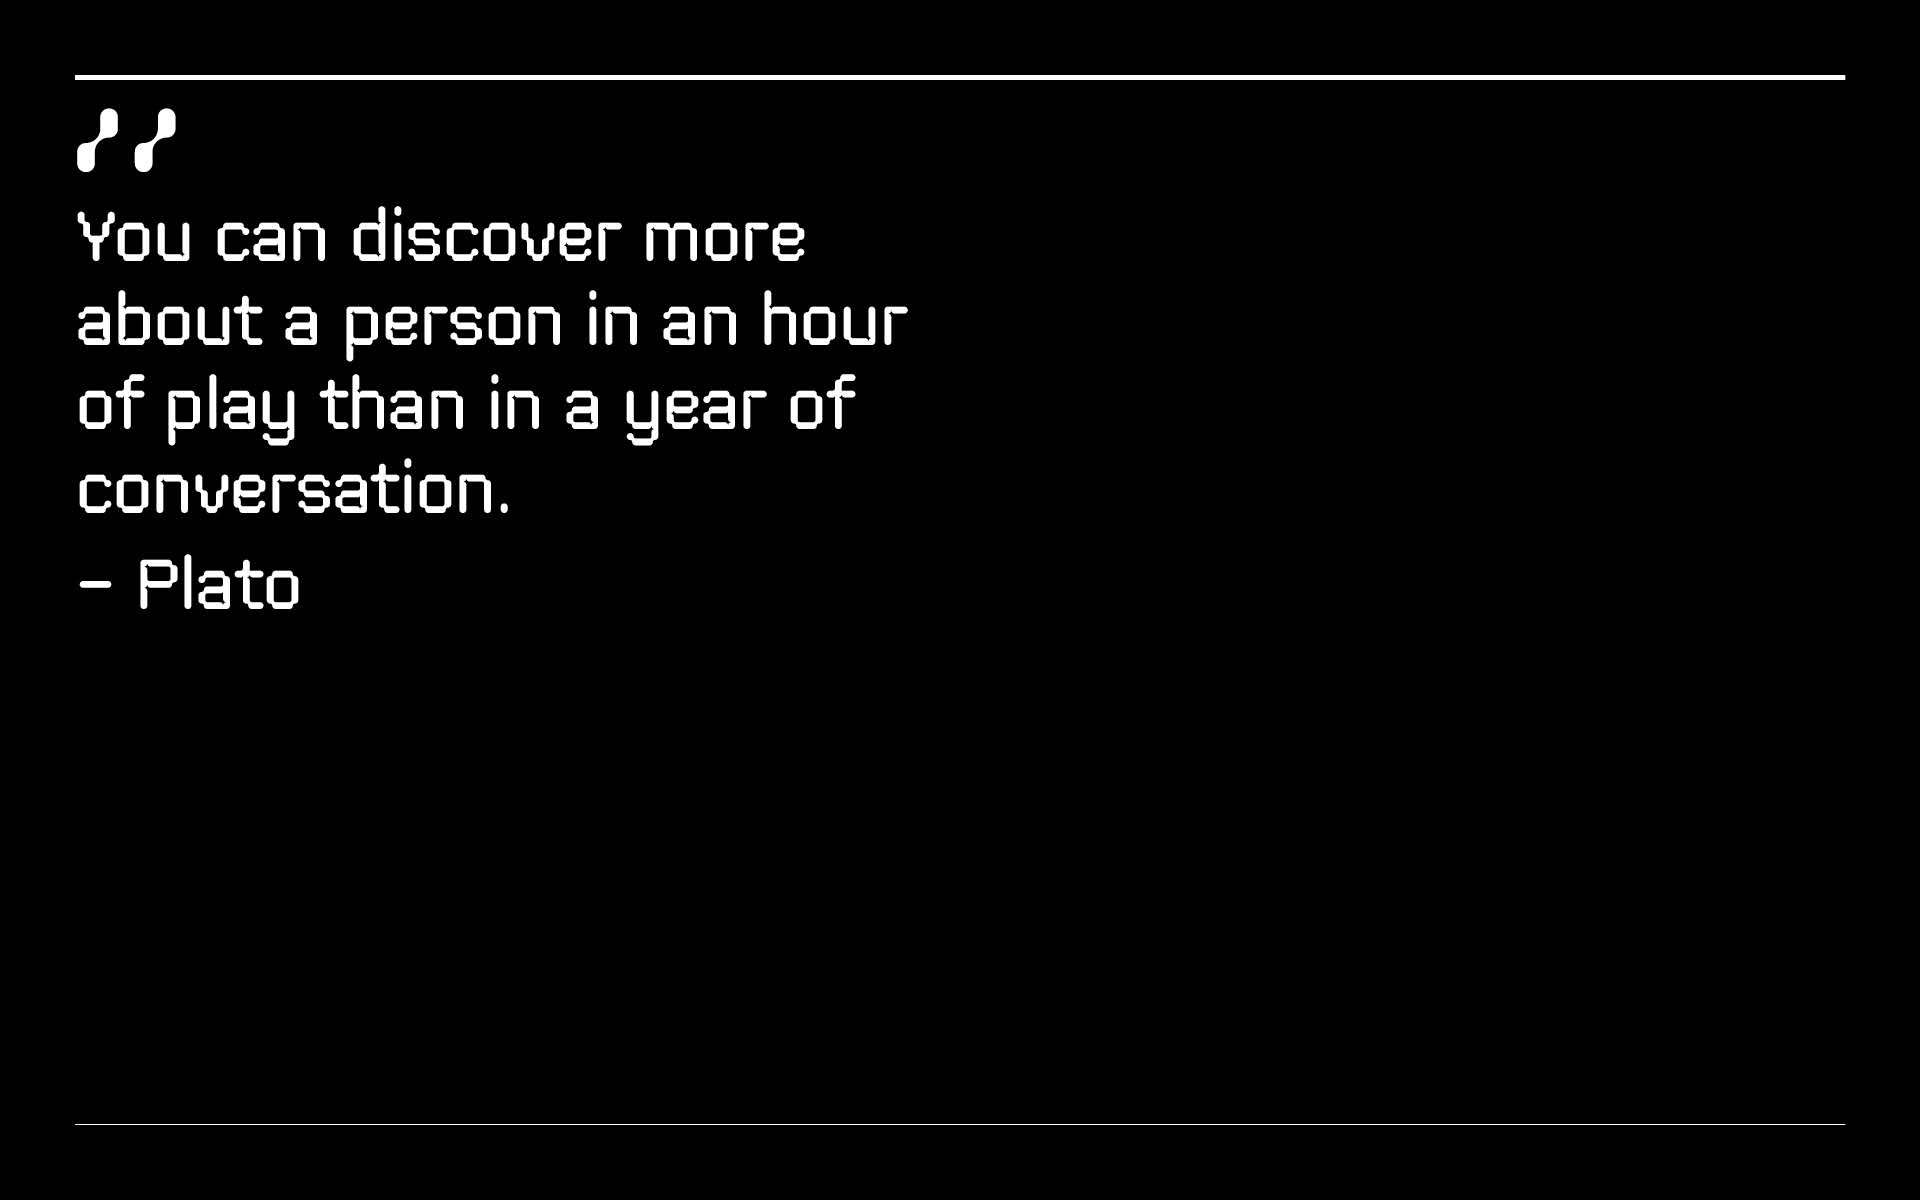 "
You can discover more
about a person in an hour
of play than in a year of
conversation.
– Plato